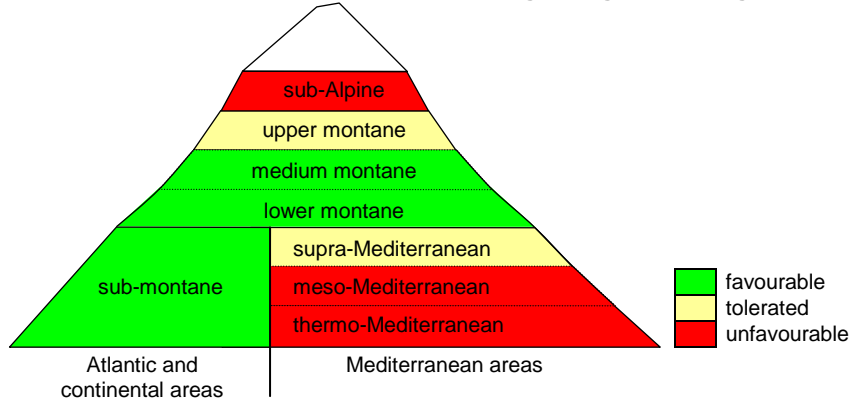 sub-Alpine
upper montane
medium montane
lower montane
supra-Mediterranean
sub-montane
meso-Mediterranean
thermo-Mediterranean
favourable
tolerated
unfavourable
Atlantic and
continental areas
Mediterranean areas